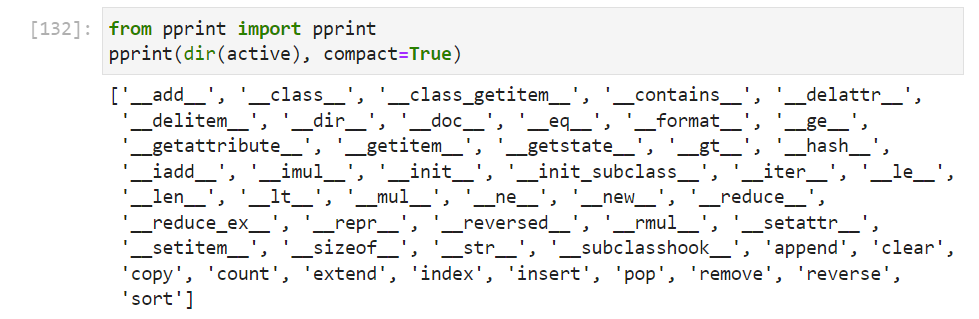 [132]: from pprint import pprint
pprint(dir(active), compact=True)
['__add__', '__class__', '__class_getitem__', '__contains__', '__delattr__',
'__delitem__', '__dir__', '__doc__', '__eq__', '__format__', '__ge__',
'__getattribute__', '__getitem__', '__getstate__', '__gt__', '__hash__',
'__iadd__', '__imul__', '__init__', '__init_subclass__', '__iter__', '__le__',
'__len__', '__lt__', '__mul__', '__ne__', '__new__', '__reduce__',
'__reduce_ex__', '__repr__', '__reversed__', '__rmul__', '__setattr__',
'__setitem__', '__sizeof__', '__str__', '__subclasshook__', 'append', 'clear',
'copy', 'count', 'extend', 'index', 'insert', 'pop', 'remove', 'reverse',
'sort']